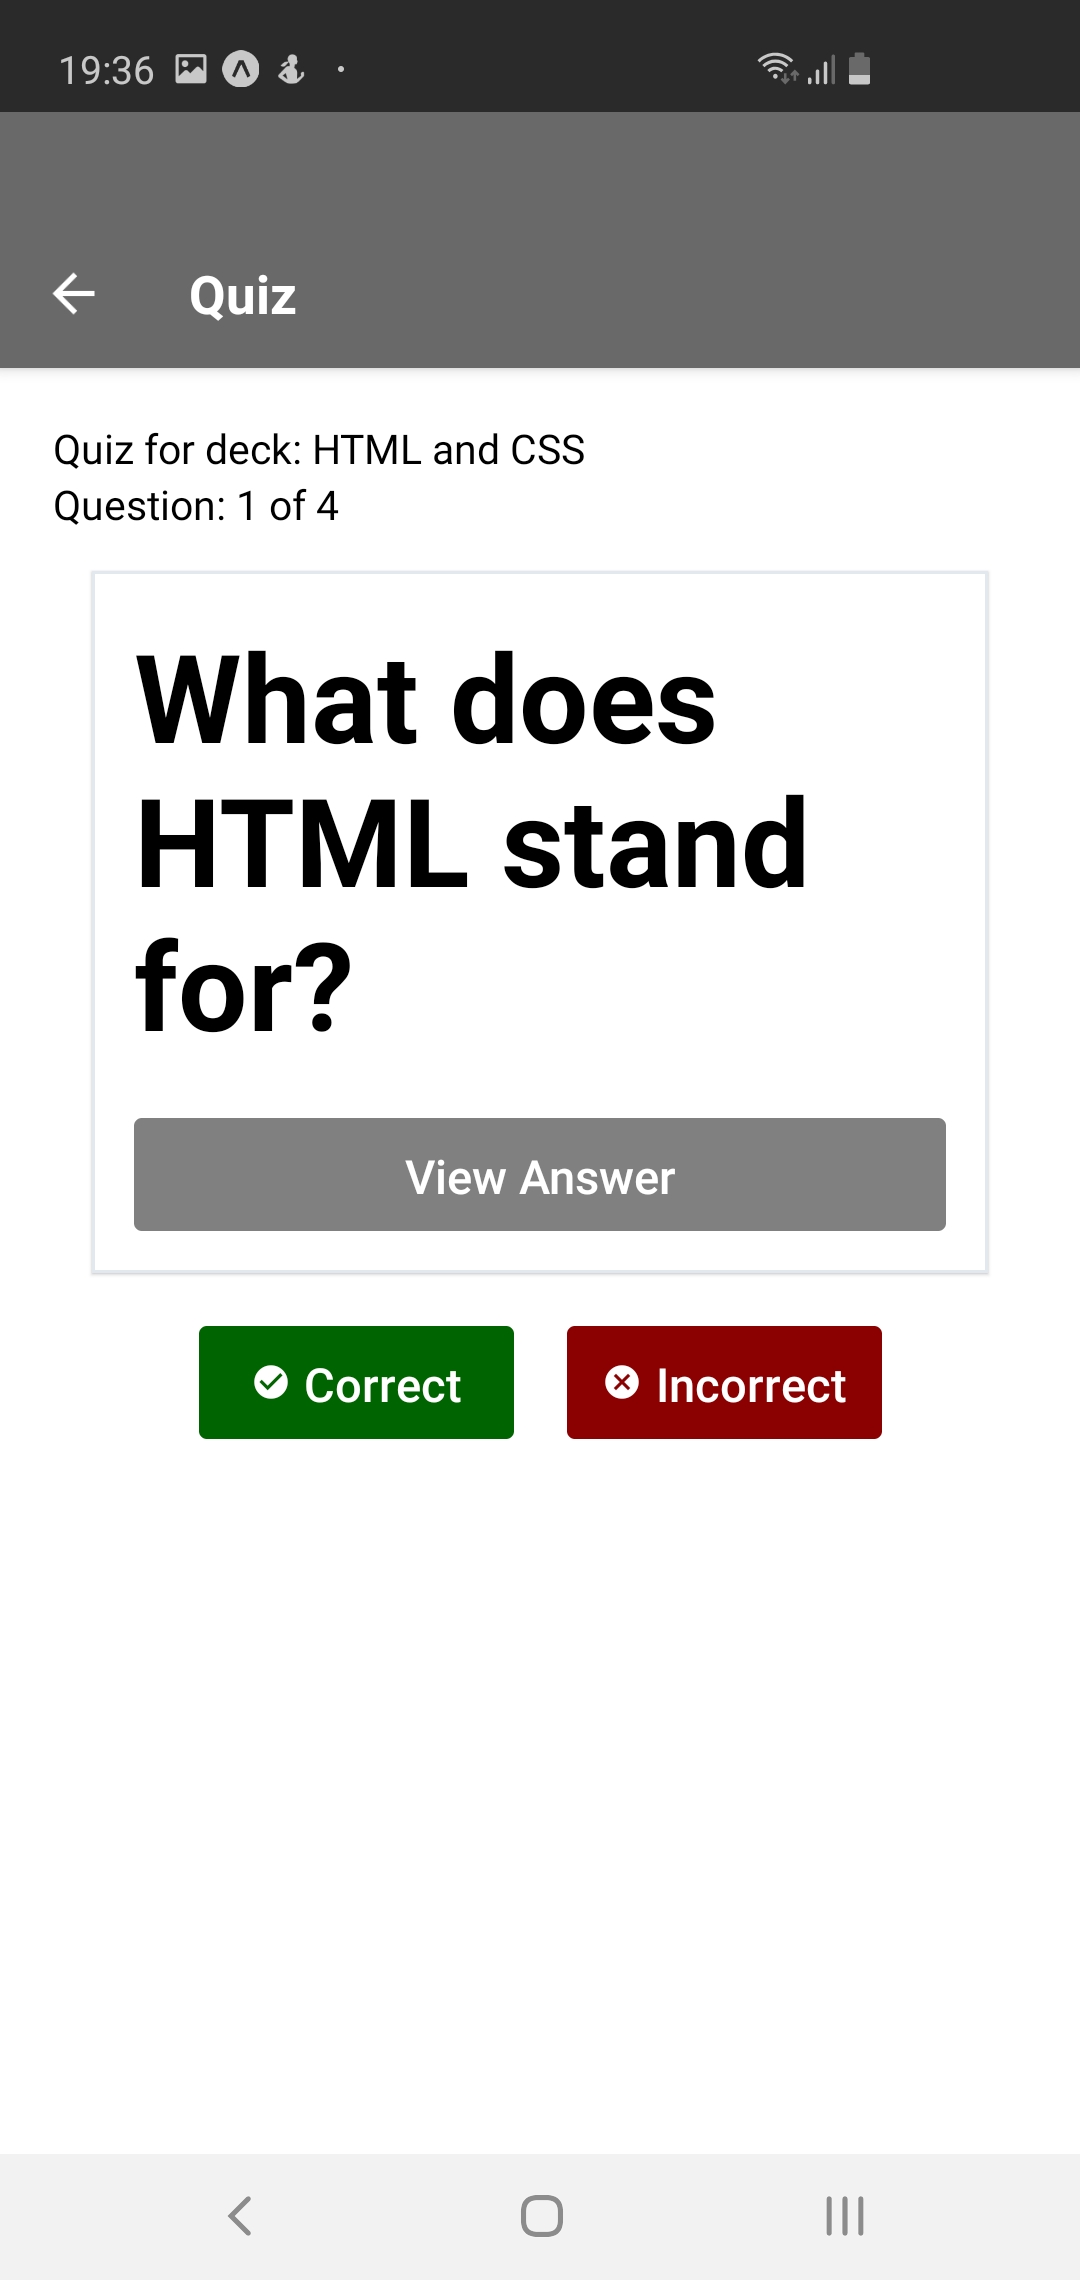 19:36
Quiz
Quiz for deck: HTML and CSS
Question: 1 of 4
What does
HTML stand
for?
View Answer
Correct
Incorrect